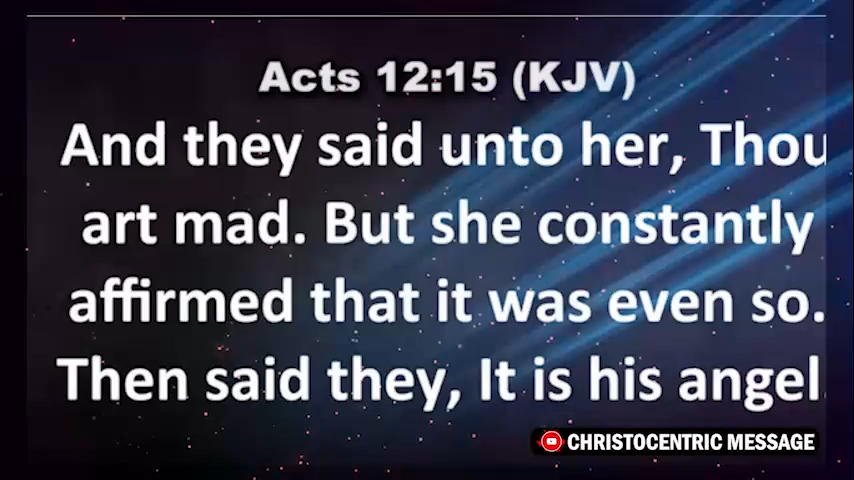 Acts 12:15 (KJV)
And they said unto her, Thou
art mad. But she constantly
affirmed that it was even so.
Then said they, It is his angel.
CHRISTOCENTRIC MESSAGE